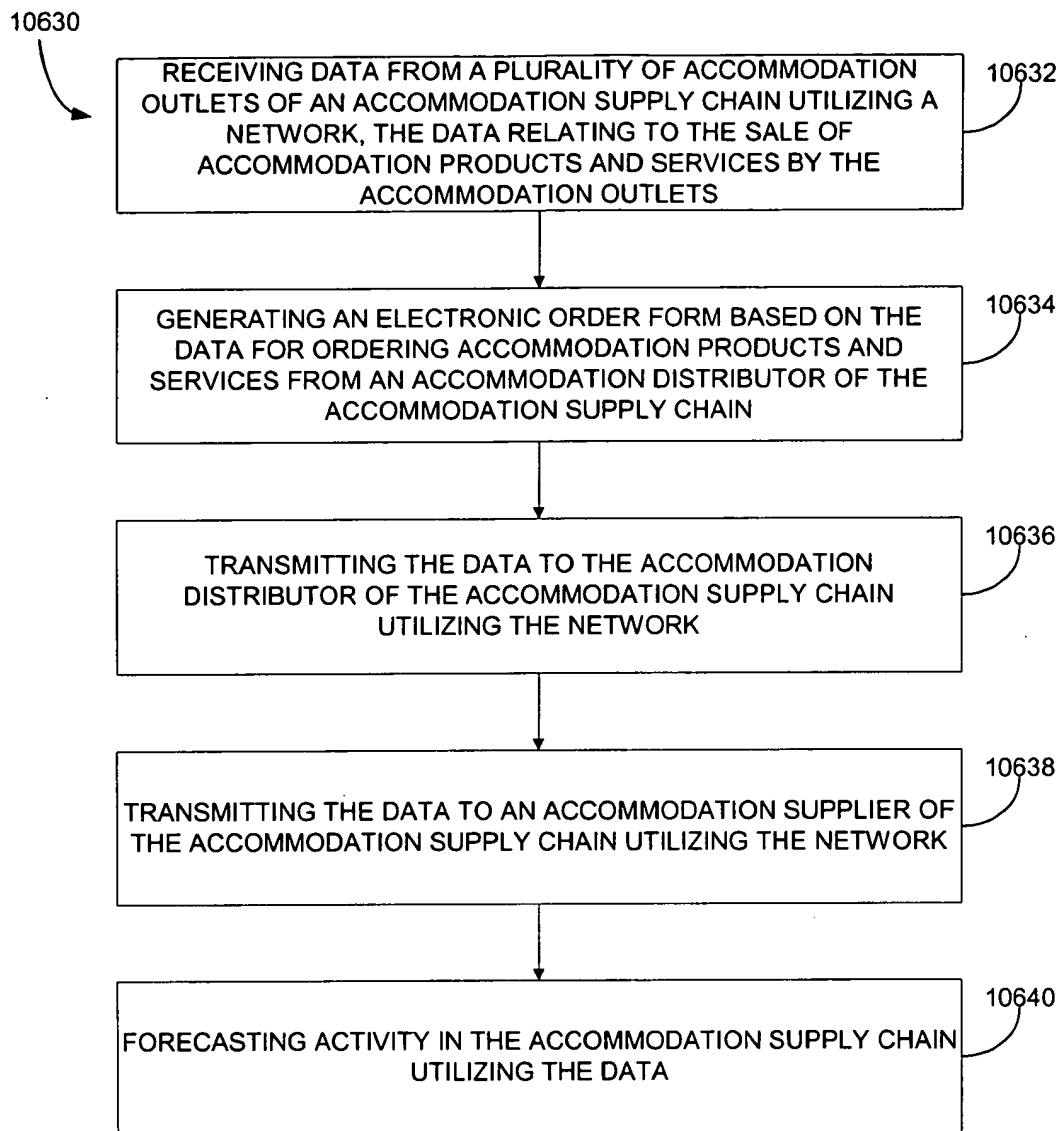 10630
RECEIVING DATA FROM A PLURALITY OF ACCOMMODATION
OUTLETS OF AN ACCOMMODATION SUPPLY CHAIN UTILIZING A
NETWORK, THE DATA RELATING TO THE SALE OF
ACCOMMODATION PRODUCTS AND SERVICES BY THE
ACCOMMODATION OUTLETS
10632
GENERATING AN ELECTRONIC ORDER FORM BASED ON THE
DATA FOR ORDERING ACCOMMODATION PRODUCTS AND
SERVICES FROM AN ACCOMMODATION DISTRIBUTOR OF THE
ACCOMMODATION SUPPLY CHAIN
10634
TRANSMITTING THE DATA TO THE ACCOMMODATION
DISTRIBUTOR OF THE ACCOMMODATION SUPPLY CHAIN
UTILIZING THE NETWORK
10636
TRANSMITTING THE DATA TO AN ACCOMMODATION SUPPLIER OF
THE ACCOMMODATION SUPPLY CHAIN UTILIZING THE NETWORK
10638
FORECASTING ACTIVITY IN THE ACCOMMODATION SUPPLY CHAIN
UTILIZING THE DATA
10640